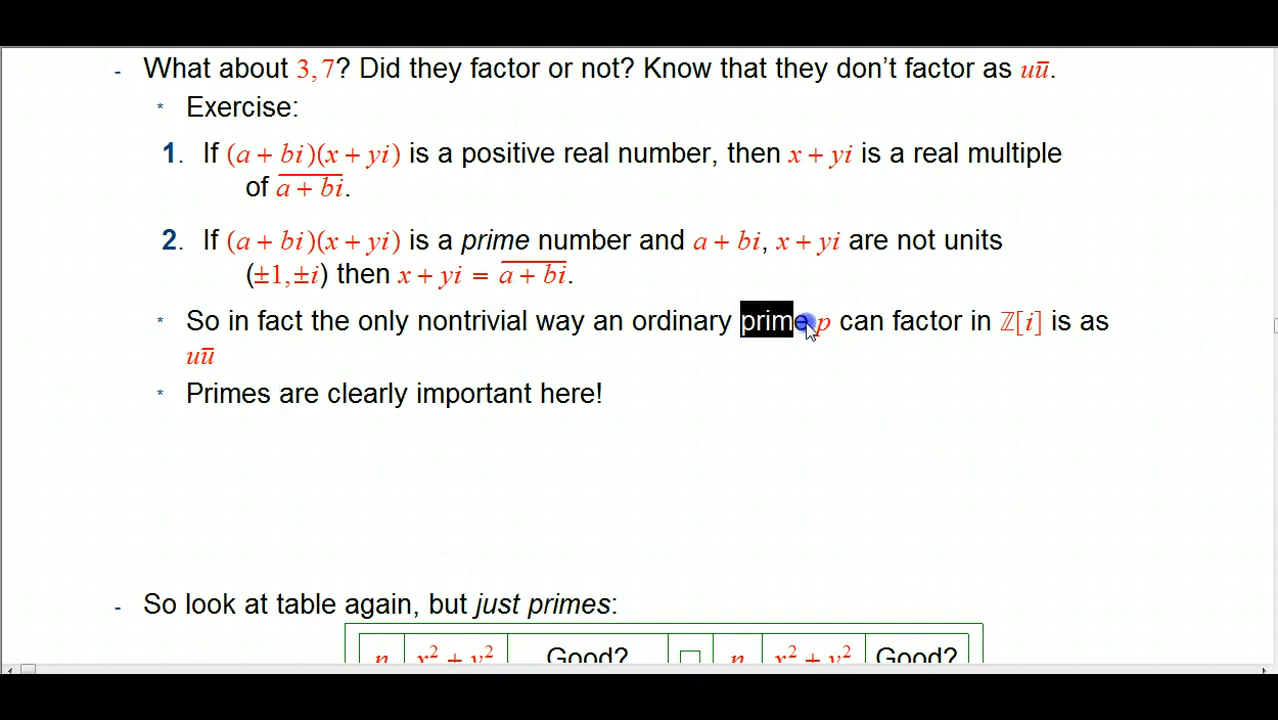 - What about 3, 7? Did they factor or not? Know that they don't factor as uū.
* Exercise:
1. If (a + bi)(x + yi) is a positive real number, then x + yi is a real multiple
of a + bi̅.
2. If (a + bi)(x + yi) is a prime number and a + bi, x + yi are not units
(±1, ±i) then x + yi = a + bi̅.
* So in fact the only nontrivial way an ordinary prime p can factor in ℤ[i] is as
uū
* Primes are clearly important here!
- So look at table again, but just primes:
n x² + y² Good? □ n x² + y² Good?